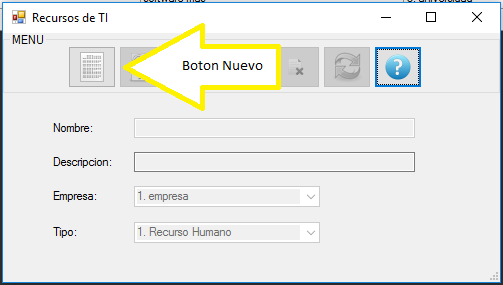 Recursos de TI
MENU
Boton Nuevo
?
Nombre:
Descripcion:
Empresa: 1. empresa
Tipo: 1. Recurso Humano